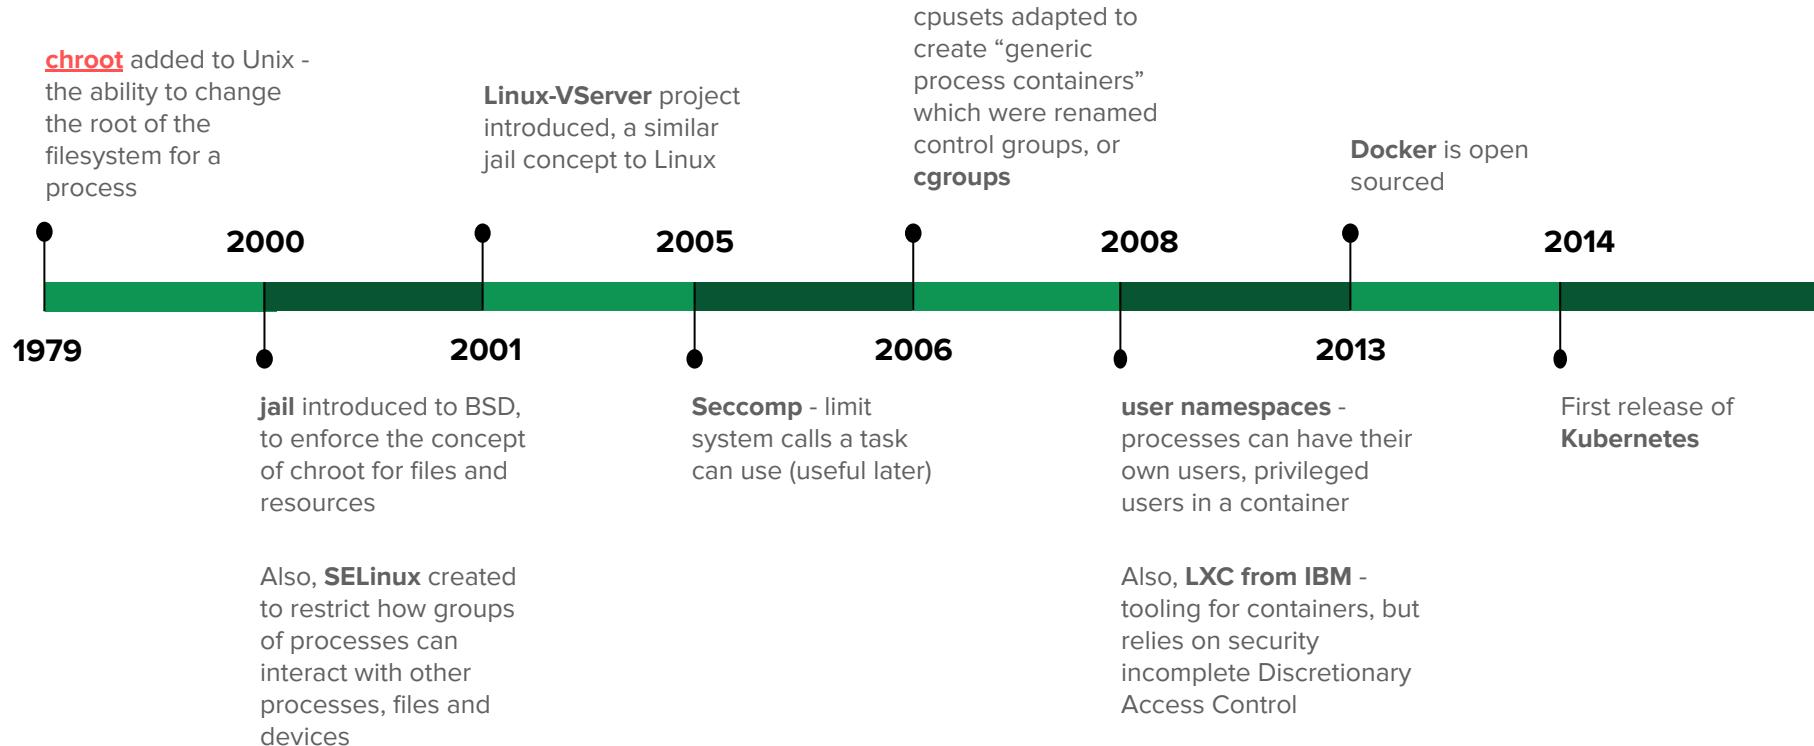 chroot added to Unix -
the ability to change
the root of the
filesystem for a
process
1979
2000
jail introduced to BSD,
to enforce the concept
of chroot for files and
resources
Also, SELinux created
to restrict how groups
of processes can
interact with other
processes, files and
devices
Linux-VServer project
introduced, a similar
jail concept to Linux
2001
2005
Seccomp - limit
system calls a task
can use (useful later)
cpusets adapted to
create “generic
process containers”
which were renamed
control groups, or
cgroups
2006
2008
user namespaces -
processes can have their
own users, privileged
users in a container
Also, LXC from IBM -
tooling for containers, but
relies on security
incomplete Discretionary
Access Control
Docker is open
sourced
2013
2014
First release of
Kubernetes